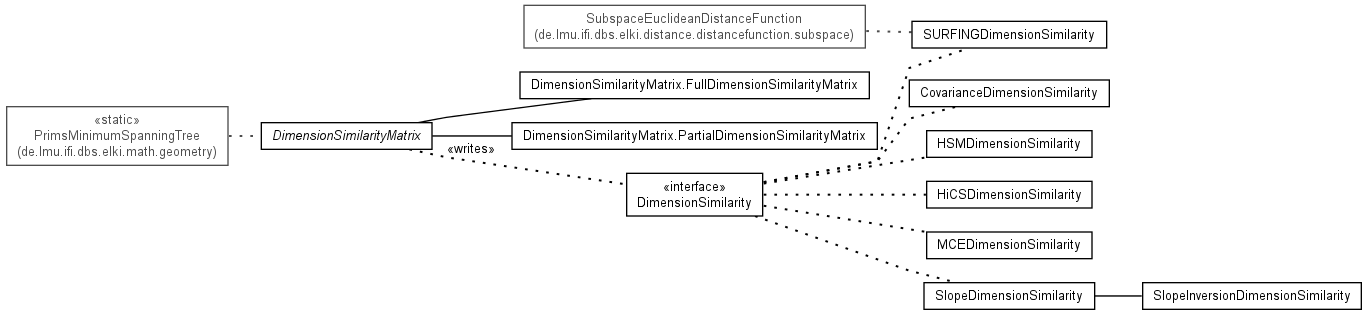 SubspaceEuclideanDistanceFunction
(de.lmu.ifi.dbs.elki.distance.distancefunction.subspace)
SURFINGDimensionSimilarity
DimensionSimilarityMatrix.FullDimensionSimilarityMatrix
CovarianceDimensionSimilarity
«static»
PrimsMinimumSpanningTree
(de.lmu.ifi.dbs.elki.math.geometry)
DimensionSimilarityMatrix
DimensionSimilarityMatrix.PartialDimensionSimilarityMatrix
«writes»
HSMDimensionSimilarity
«interface»
DimensionSimilarity
HiCSDimensionSimilarity
MCEDimensionSimilarity
SlopeDimensionSimilarity
SlopeInversionDimensionSimilarity